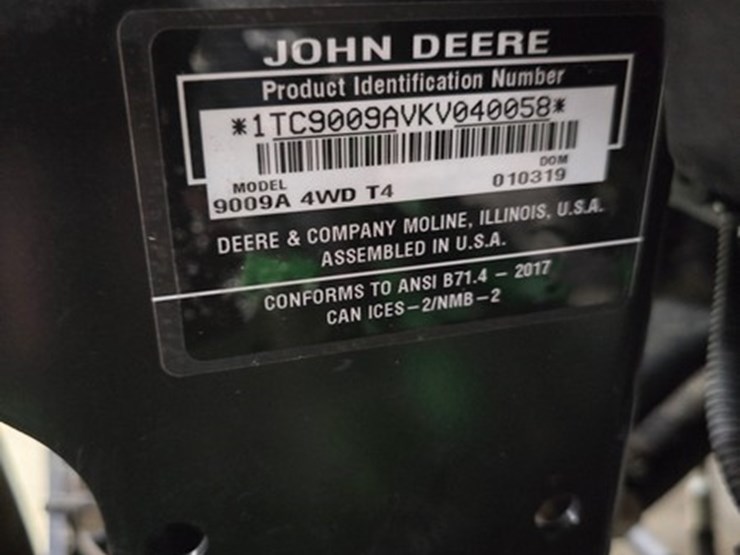 JOHN DEERE
Product Identification Number
*1TC9009AVKV040058*
MODEL DOM
9009A 4WD T4 010319
DEERE & COMPANY MOLINE, ILLINOIS, U.S.A.
ASSEMBLED IN U.S.A.
CONFORMS TO ANSI B71.4 – 2017
CAN ICES–2/NMB–2